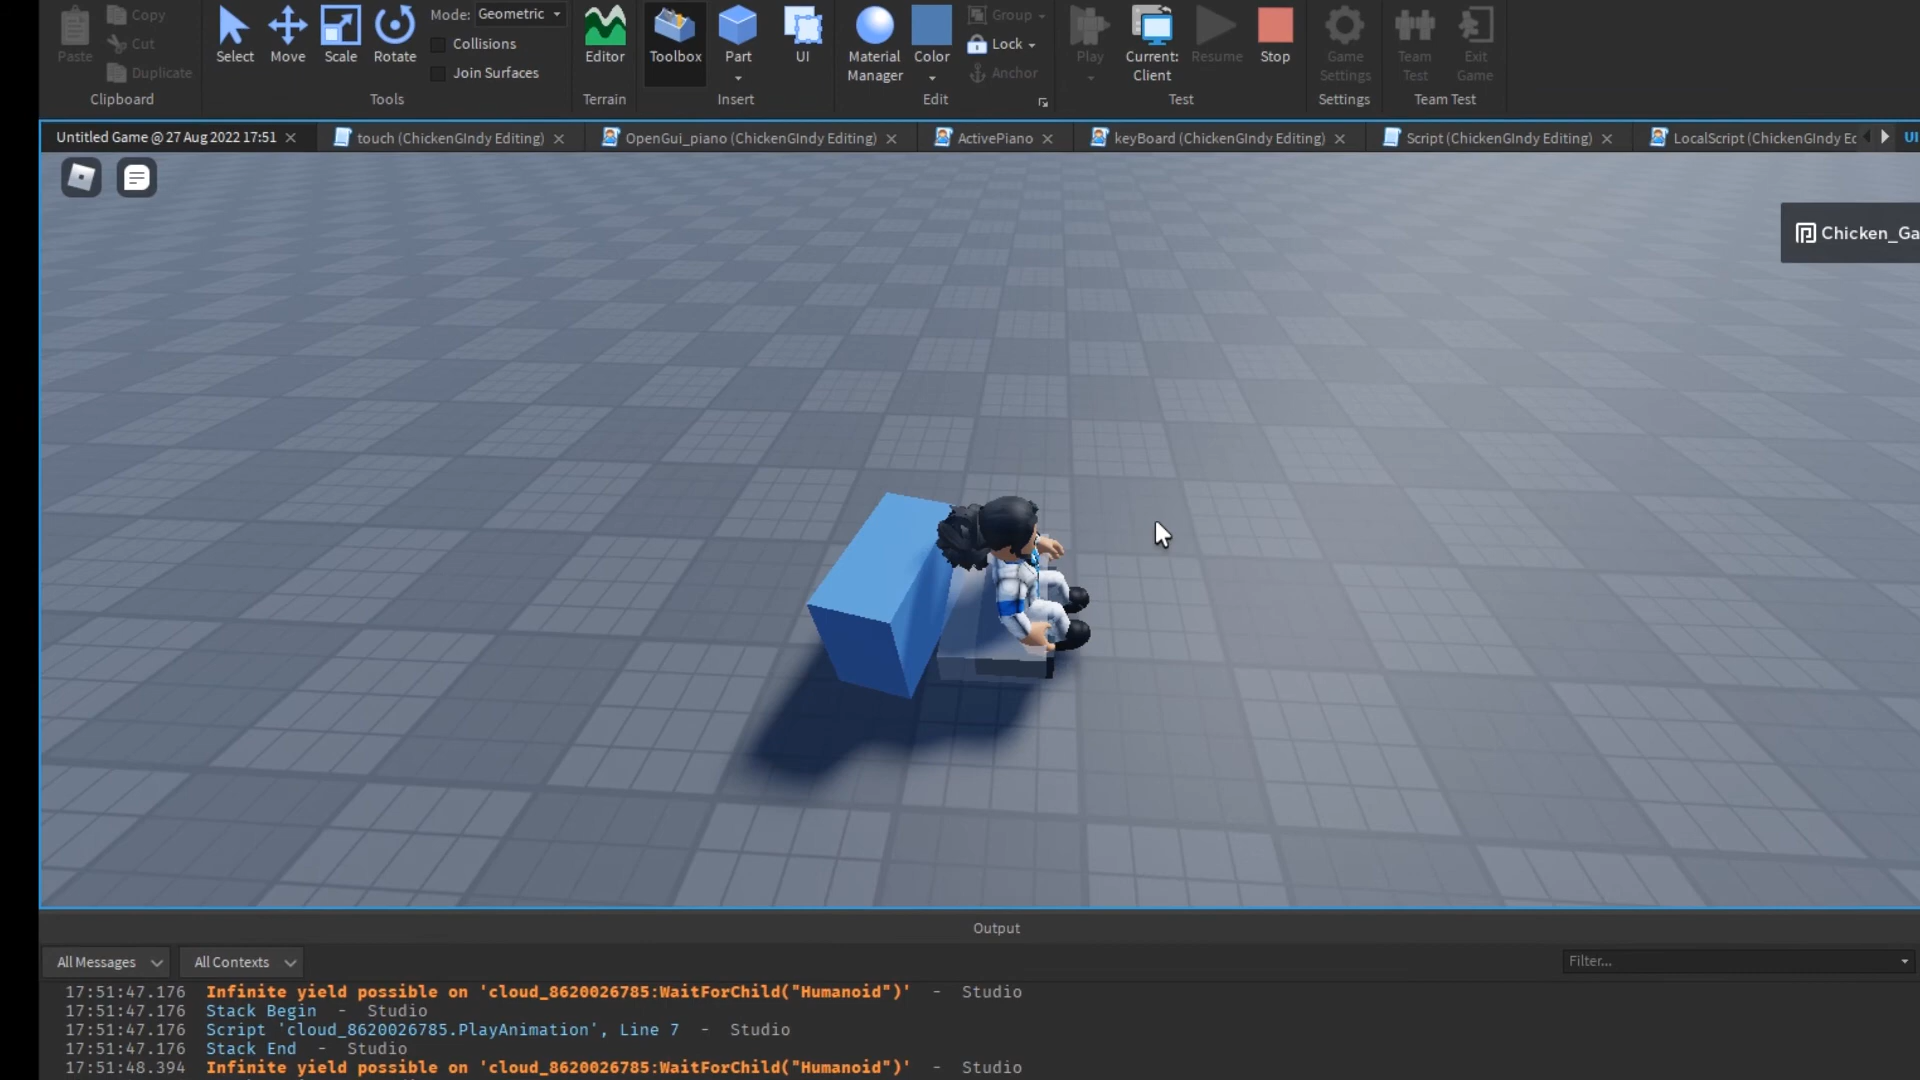 Paste
Copy
Cut
Duplicate
Clipboard
Select
Move
Scale
Rotate
Mode: Geometric
Collisions
Join Surfaces
Tools
Editor
Terrain
Toolbox
Part
UI
Insert
Material
Manager
Color
Group
Lock
Anchor
Edit
Play
Current:
Client
Resume
Stop
Test
Game
Settings
Settings
Team
Test
Exit
Game
Team Test
Untitled Game @ 27 Aug 2022 17:51
touch (ChickenGIndy Editing)
OpenGui_piano (ChickenGIndy Editing)
ActivePiano
keyBoard (ChickenGIndy Editing)
Script (ChickenGIndy Editing)
LocalScript (ChickenGIndy Ec
UI
Chicken_Ga
Output
All Messages
All Contexts
Filter...
17:51:47.176 Infinite yield possible on 'cloud_8620026785:WaitForChild("Humanoid")' - Studio
17:51:47.176 Stack Begin - Studio
17:51:47.176 Script 'cloud_8620026785.PlayAnimation', Line 7 - Studio
17:51:47.176 Stack End - Studio
17:51:48.394 Infinite yield possible on 'cloud_8620026785:WaitForChild("Humanoid")' - Studio